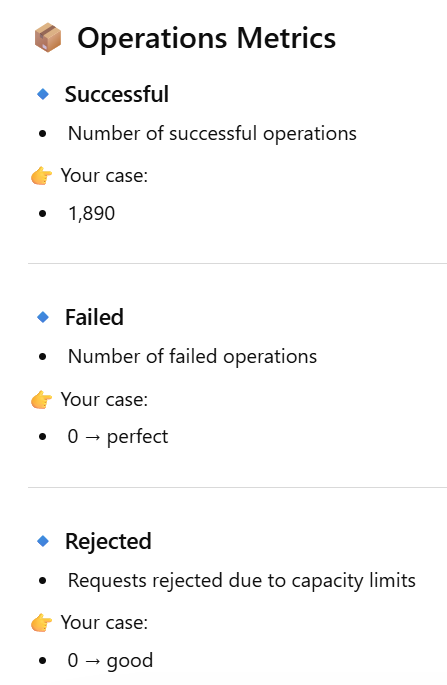 📦 Operations Metrics
🔹 Successful
• Number of successful operations
👉 Your case:
• 1,890
🔹 Failed
• Number of failed operations
👉 Your case:
• 0 → perfect
🔹 Rejected
• Requests rejected due to capacity limits
👉 Your case:
• 0 → good